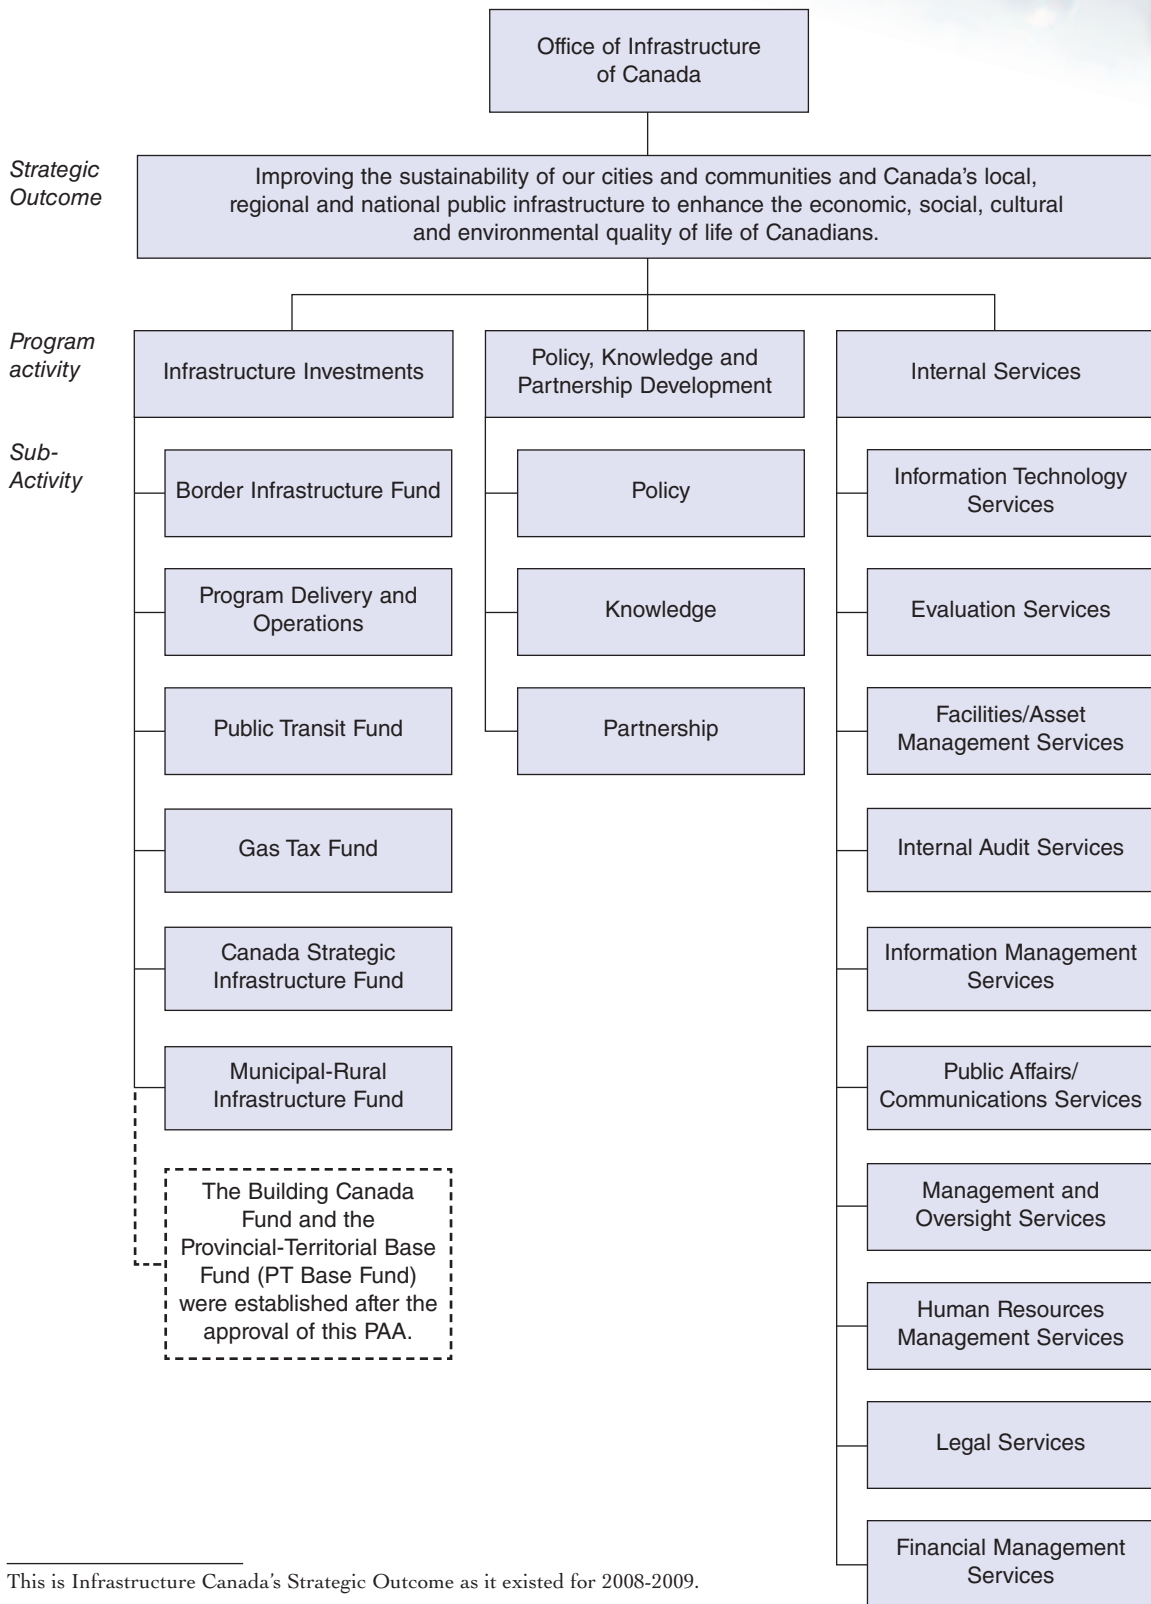 Office of Infrastructure
of Canada
Strategic
Outcome
Improving the sustainability of our cities and communities and Canada's local,
regional and national public infrastructure to enhance the economic, social, cultural
and environmental quality of life of Canadians.
Program
activity
Infrastructure Investments
Policy, Knowledge and
Partnership Development
Internal Services
Sub-
Activity
Border Infrastructure Fund
Program Delivery and
Operations
Public Transit Fund
Gas Tax Fund
Canada Strategic
Infrastructure Fund
Municipal-Rural
Infrastructure Fund
The Building Canada
Fund and the
Provincial-Territorial Base
Fund (PT Base Fund)
were established after the
approval of this PAA.
Policy
Knowledge
Partnership
Information Technology
Services
Evaluation Services
Facilities/Asset
Management Services
Internal Audit Services
Information Management
Services
Public Affairs/
Communications Services
Management and
Oversight Services
Human Resources
Management Services
Legal Services
Financial Management
Services
This is Infrastructure Canada's Strategic Outcome as it existed for 2008-2009.